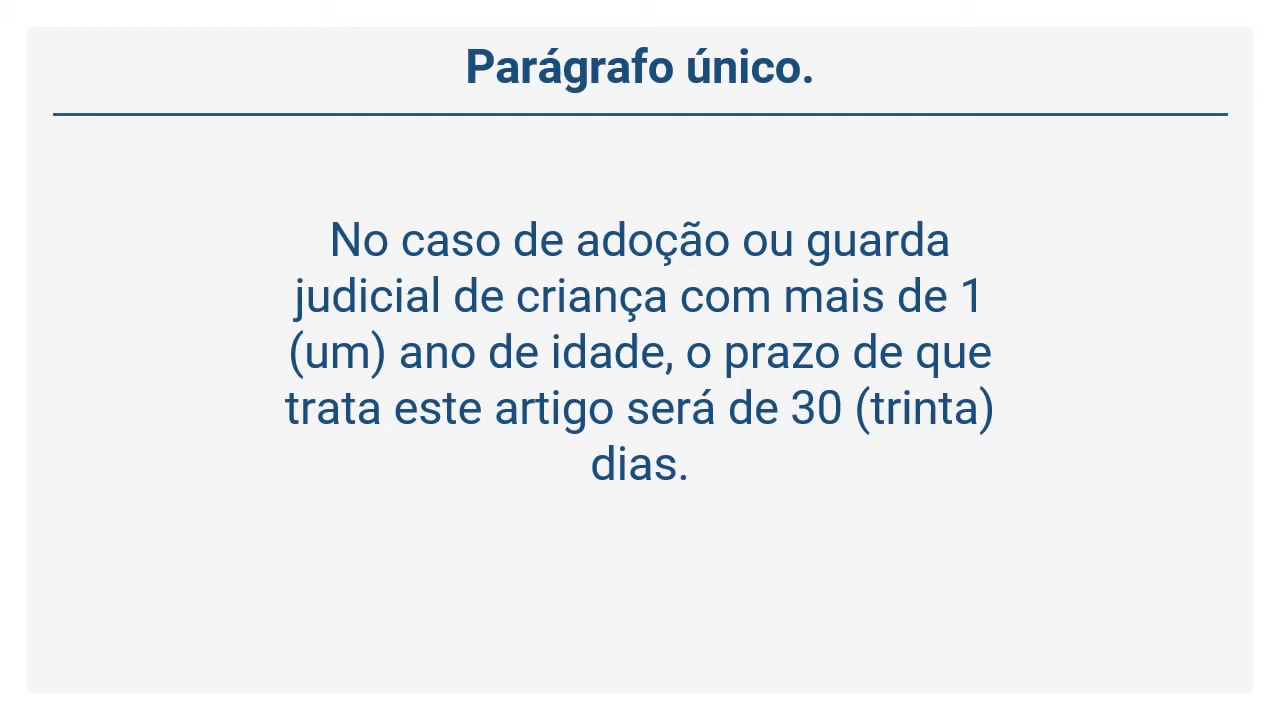 Parágrafo único.
No caso de adoção ou guarda
judicial de criança com mais de 1
(um) ano de idade, o prazo de que
trata este artigo será de 30 (trinta)
dias.